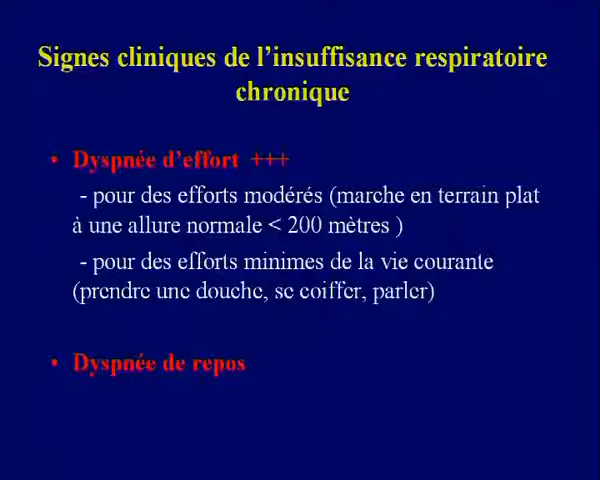 Signes cliniques de l'insuffisance respiratoire
chronique
• Dyspnée d'effort +++
- pour des efforts modérés (marche en terrain plat
à une allure normale < 200 mètres )
- pour des efforts minimes de la vie courante
(prendre une douche, se coiffer, parler)
• Dyspnée de repos